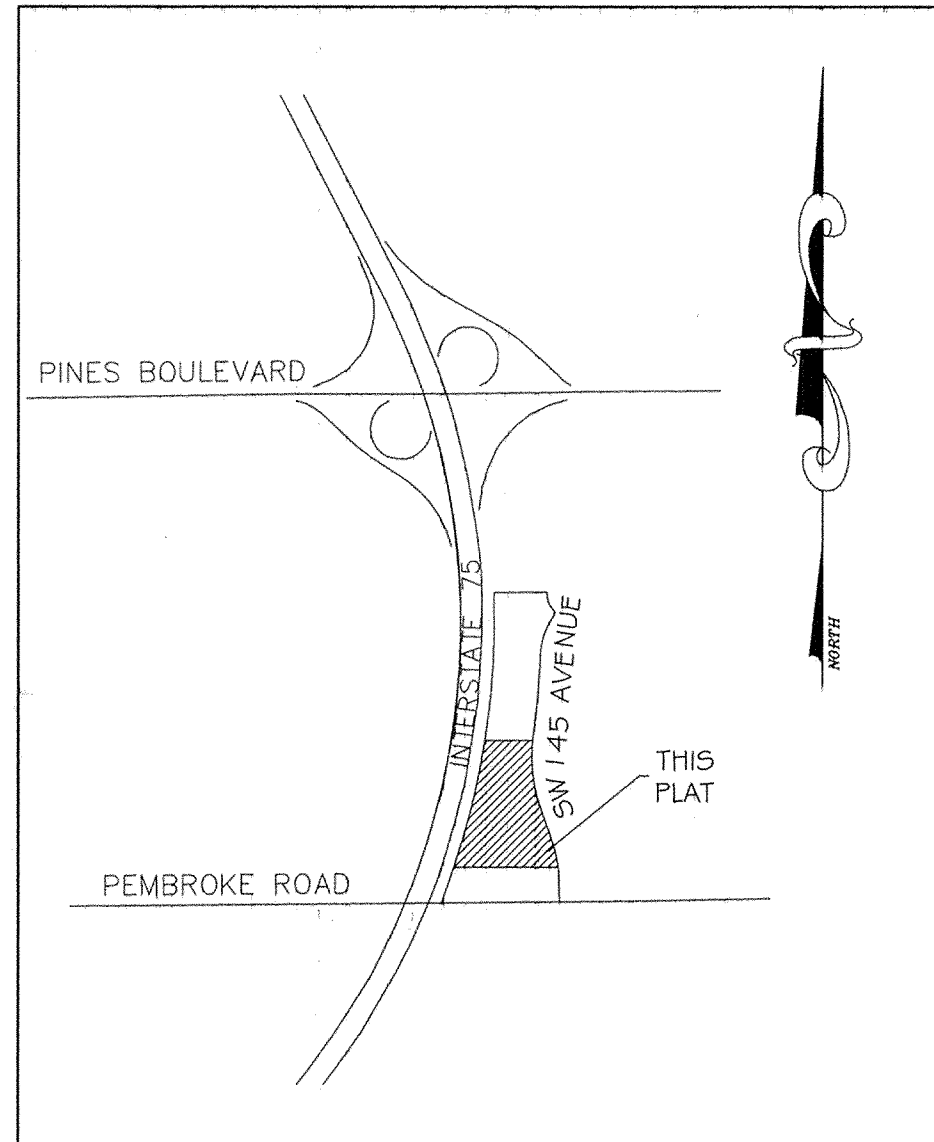 PINES BOULEVARD
INTERSTATE 75
SW 145 AVENUE
NORTH
THIS
PLAT
PEMBROKE ROAD